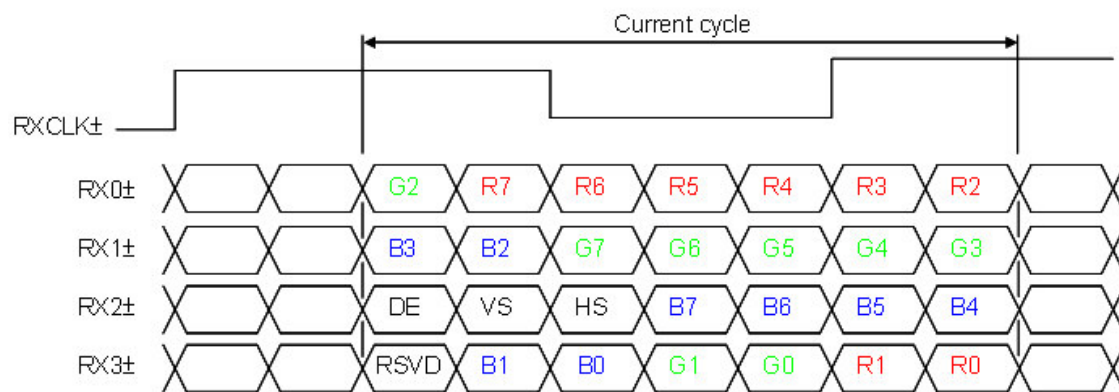 Current cycle
RXCLK±
RX0± G2 R7 R6 R5 R4 R3 R2
RX1± B3 B2 G7 G6 G5 G4 G3
RX2± DE VS HS B7 B6 B5 B4
RX3± RSVD B1 B0 G1 G0 R1 R0